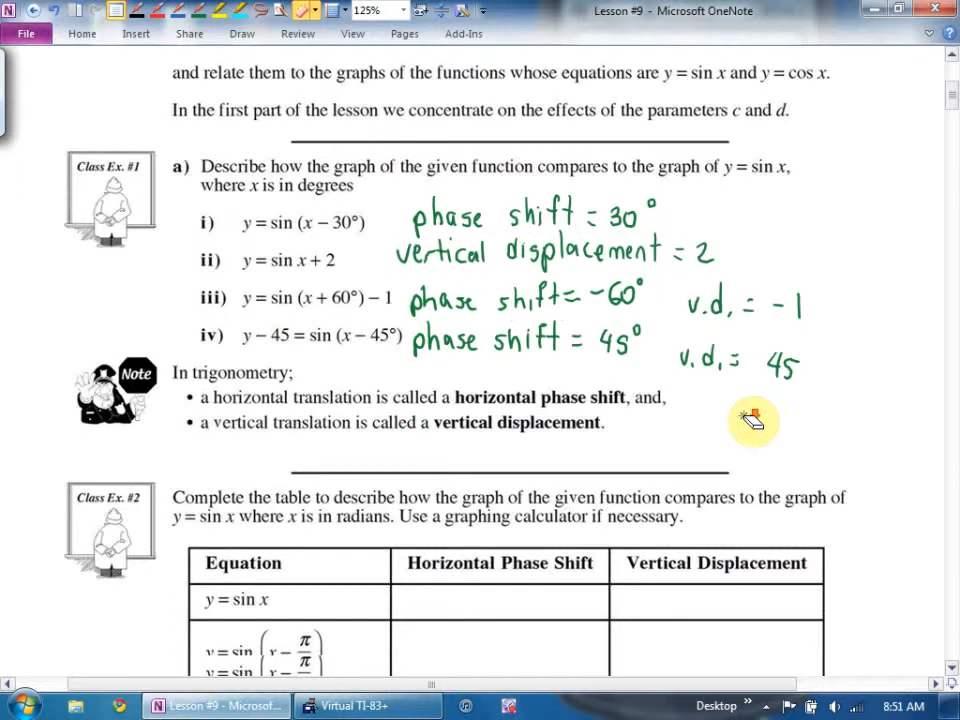 Lesson #9 - Microsoft OneNote
125%
File Home Insert Share Draw Review View Pages Add-Ins
and relate them to the graphs of the functions whose equations are y = sin x and y = cos x.
In the first part of the lesson we concentrate on the effects of the parameters c and d.
Class Ex. #1
a) Describe how the graph of the given function compares to the graph of y = sin x,
where x is in degrees
i) y = sin (x − 30°) phase shift = 30°
ii) y = sin x + 2 vertical displacement = 2
iii) y = sin (x + 60°) − 1 phase shift = -60° v.d. = -1
iv) y − 45 = sin (x − 45°) phase shift = 45° v.d. = 45
Note
In trigonometry;
• a horizontal translation is called a horizontal phase shift, and,
• a vertical translation is called a vertical displacement.
Class Ex. #2
Complete the table to describe how the graph of the given function compares to the graph of
y = sin x where x is in radians. Use a graphing calculator if necessary.
Equation Horizontal Phase Shift Vertical Displacement
y = sin x
y = sin (x − π
Lesson #9 - Microso... Virtual TI-83+ Desktop 8:51 AM